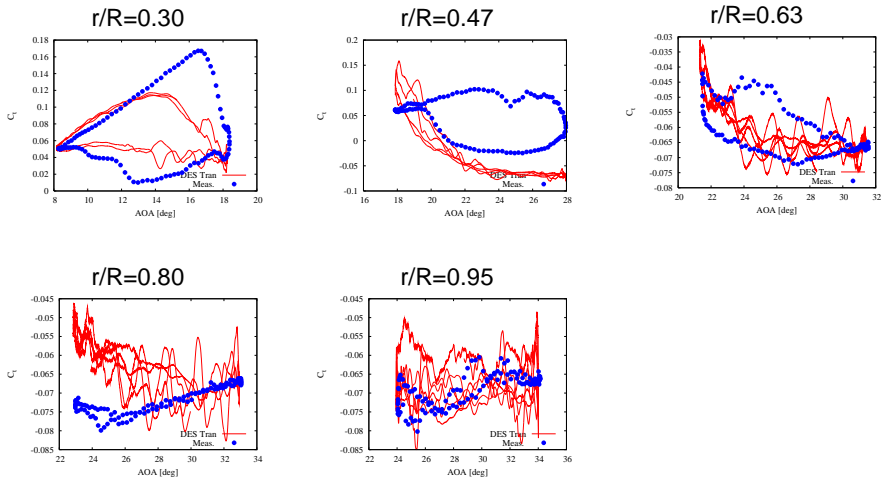 r/R=0.30
0.18
0.16
0.14
0.12
0.1
0.08
0.06
0.04
0.02
0
Ct
8 10 12 14 16 18 20
AOA [deg]
DES Tran
Meas.
r/R=0.47
0.2
0.15
0.1
0.05
0
-0.05
-0.1
Ct
16 18 20 22 24 26 28
AOA [deg]
DES Tran
Meas.
r/R=0.63
-0.03
-0.035
-0.04
-0.045
-0.05
-0.055
-0.06
-0.065
-0.07
-0.075
-0.08
Ct
20 22 24 26 28 30 32
AOA [deg]
DES Tran
Meas.
r/R=0.80
-0.045
-0.05
-0.055
-0.06
-0.065
-0.07
-0.075
-0.08
-0.085
Ct
22 24 26 28 30 32 34
AOA [deg]
DES Tran
Meas.
r/R=0.95
-0.045
-0.05
-0.055
-0.06
-0.065
-0.07
-0.075
-0.08
-0.085
Ct
22 24 26 28 30 32 34 36
AOA [deg]
DES Tran
Meas.